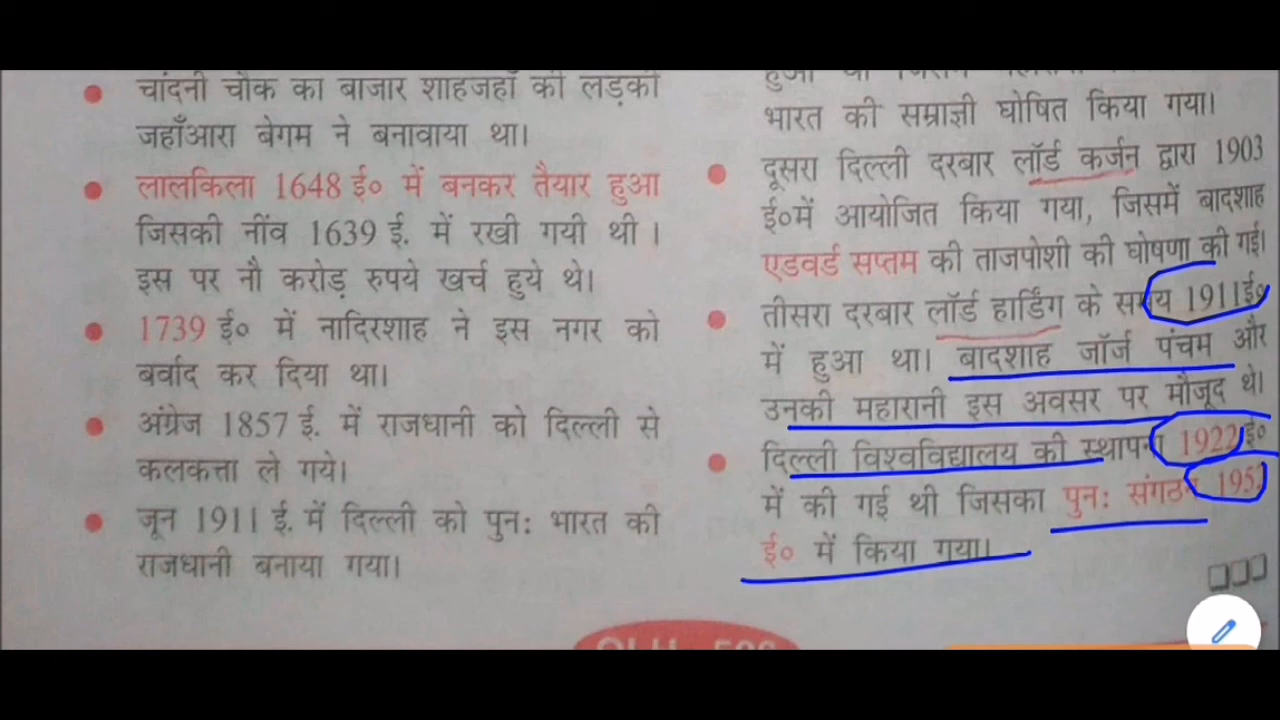 चांदनी चौक का बाजार शाहजहाँ की लड़की
जहाँआरा बेगम ने बनावाया था।
लालकिला 1648 ई० में बनकर तैयार हुआ
जिसकी नींव 1639 ई. में रखी गयी थी ।
इस पर नौ करोड़ रुपये खर्च हुये थे।
1739 ई० में नादिरशाह ने इस नगर को
बर्वाद कर दिया था।
अंग्रेज 1857 ई. में राजधानी को दिल्ली से
कलकत्ता ले गये।
जून 1911 ई. में दिल्ली को पुनः भारत की
राजधानी बनाया गया।
भारत की सम्राज्ञी घोषित किया गया।
दूसरा दिल्ली दरबार लॉर्ड कर्जन द्वारा 1903
ई०में आयोजित किया गया, जिसमें बादशाह
एडवर्ड सप्तम की ताजपोशी की घोषणा की गई।
तीसरा दरबार लॉर्ड हार्डिंग के समय 1911ई०
में हुआ था। बादशाह जॉर्ज पंचम और
उनकी महारानी इस अवसर पर मौजूद थे।
दिल्ली विश्वविद्यालय की स्थापना 1922 ई०
में की गई थी जिसका पुनः संगठन
ई० में किया गया।